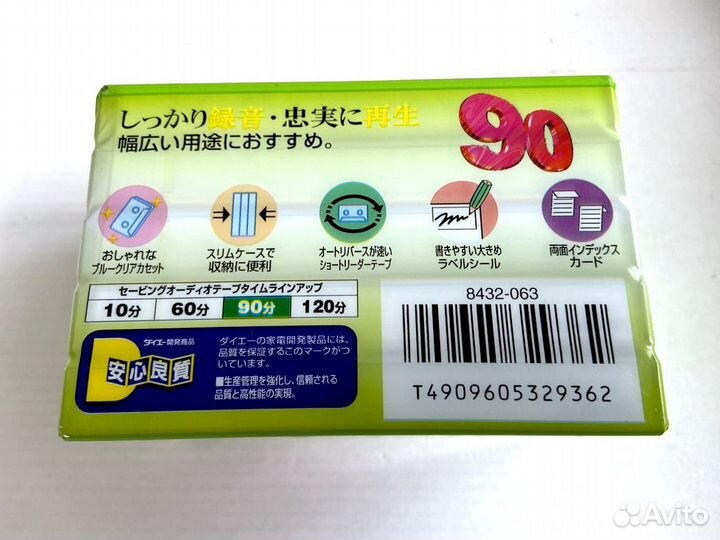 しっかり録音・忠実に再生
幅広い用途におすすめ。
90
おしゃれな
ブルークリアカセット
スリムケースで
収納に便利
オートリバースが速い
ショートリーダーテープ
書きやすい大きめ
ラベルシール
両面インデックス
カード
セービングオーディオテープタイムラインアップ
10分 60分 90分 120分
ダイエー開発商品
D
安心良質
ダイエーの家電開発製品には、
品質を保証するこのマークがつ
いています。
■生産管理を強化し、信頼される
品質と高性能の実現。
8432-063
T4909605329362
Avito